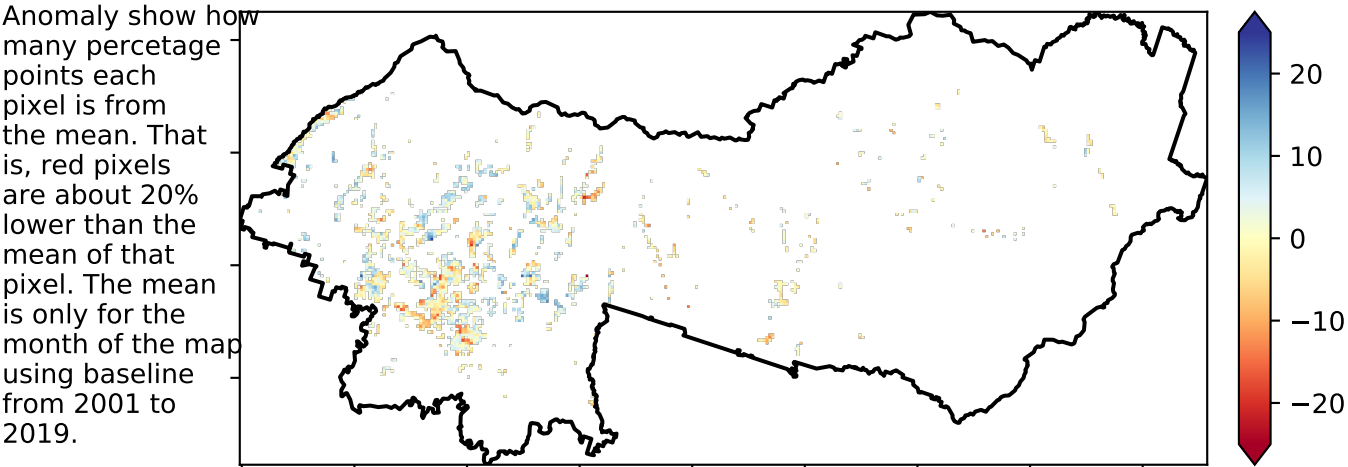 Anomaly show how
many percetage
points each
pixel is from
the mean. That
is, red pixels
are about 20%
lower than the
mean of that
pixel. The mean
is only for the
month of the map
using baseline
from 2001 to
2019.
20
10
0
−10
−20